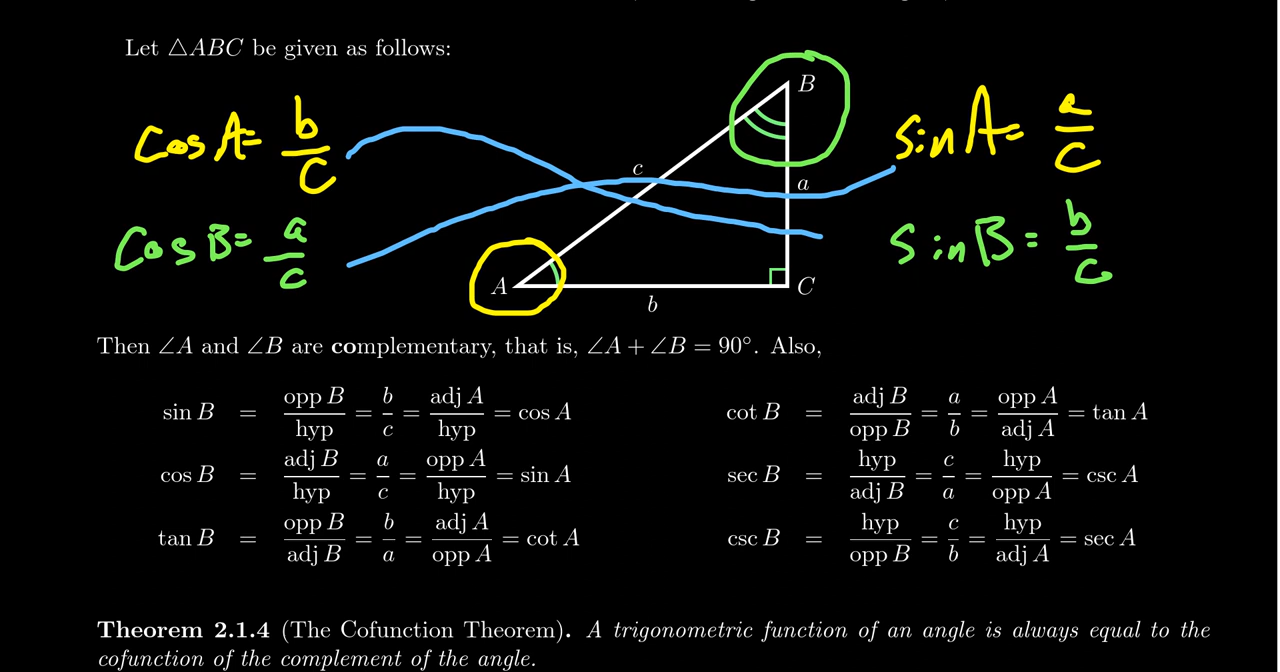 Let △ABC be given as follows:
B
cos A = b/c
sin A = a/c
c
a
cos B = a/c
sin B = b/c
A
C
b
Then ∠A and ∠B are complementary, that is, ∠A + ∠B = 90°. Also,
sin B = opp B/hyp = b/c = adj A/hyp = cos A
cot B = adj B/opp B = a/b = opp A/adj A = tan A
cos B = adj B/hyp = a/c = opp A/hyp = sin A
sec B = hyp/adj B = c/a = hyp/opp A = csc A
tan B = opp B/adj B = b/a = adj A/opp A = cot A
csc B = hyp/opp B = c/b = hyp/adj A = sec A
Theorem 2.1.4 (The Cofunction Theorem). A trigonometric function of an angle is always equal to the
cofunction of the complement of the angle.